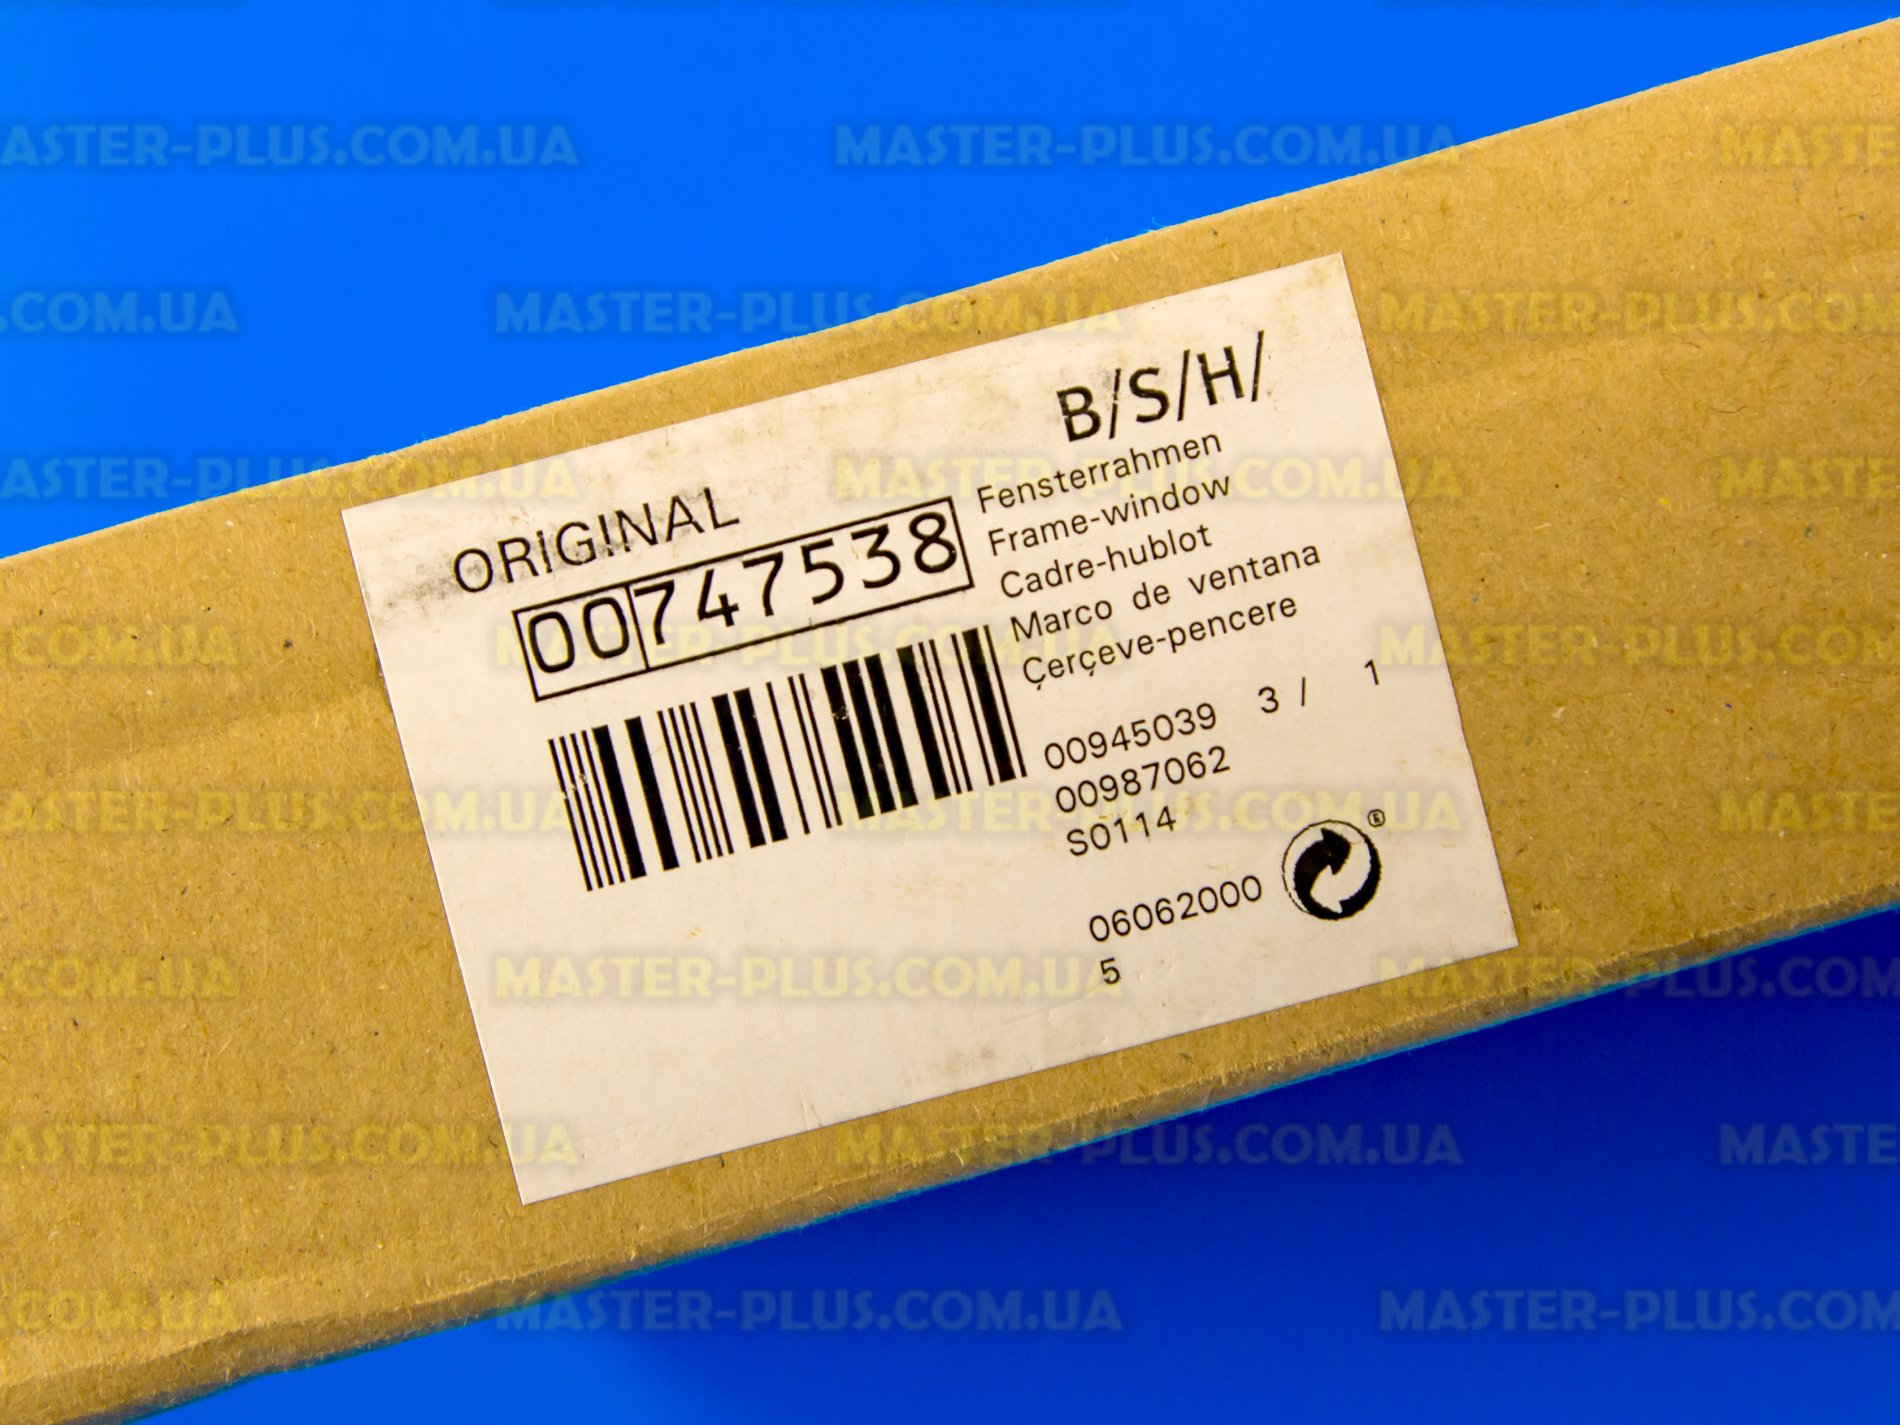 B/S/H/
ORIGINAL
00747538
Fensterrahmen
Frame-window
Cadre-hublot
Marco de ventana
Çerçeve-pencere
00945039 3 / 1
00987062
S0114
06062000
5
®
MASTER-PLUS.COM.UA